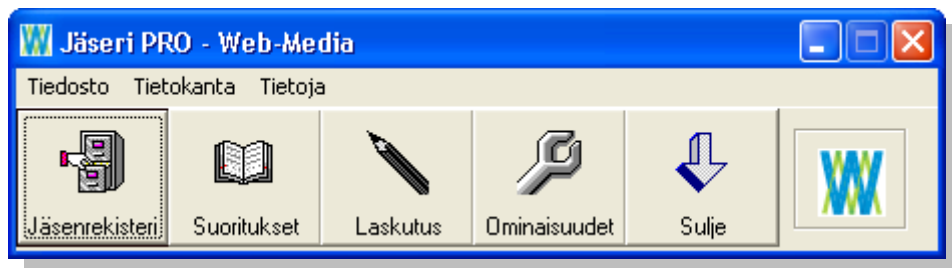 Jäseri PRO - Web-Media
Tiedosto Tietokanta Tietoja
Jäsenrekisteri Suoritukset Laskutus Ominaisuudet Sulje